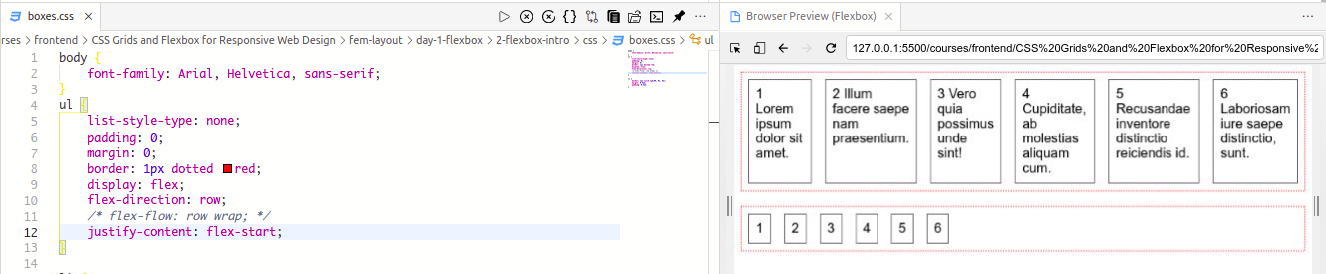 boxes.css
Browser Preview (Flexbox)
rses > frontend > CSS Grids and Flexbox for Responsive Web Design > fem-layout > day-1-flexbox > 2-flexbox-intro > css > boxes.css > ul
127.0.0.1:5500/courses/frontend/CSS%20Grids%20and%20Flexbox%20for%20Responsive%2
1 body {
2 font-family: Arial, Helvetica, sans-serif;
3 }
4 ul {
5 list-style-type: none;
6 padding: 0;
7 margin: 0;
8 border: 1px dotted red;
9 display: flex;
10 flex-direction: row;
11 /* flex-flow: row wrap; */
12 justify-content: flex-start;
13 }
14
1
Lorem
ipsum
dolor sit
amet.
2 Illum
facere saepe
nam
praesentium.
3 Vero
quia
possimus
unde
sint!
4
Cupiditate,
ab
molestias
aliquam
cum.
5
Recusandae
inventore
distinctio
reiciendis id.
6
Laboriosam
iure saepe
distinctio,
sunt.
1 2 3 4 5 6